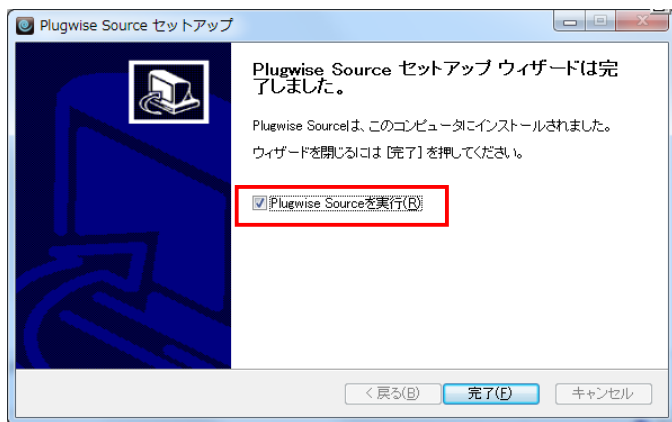 Plugwise Source セットアップ
Plugwise Source セットアップ ウィザードは完
了しました。
Plugwise Sourceは、このコンピュータにインストールされました。
ウィザードを閉じるには [完了] を押してください。
Plugwise Sourceを実行(R)
< 戻る(B) 完了(F) キャンセル